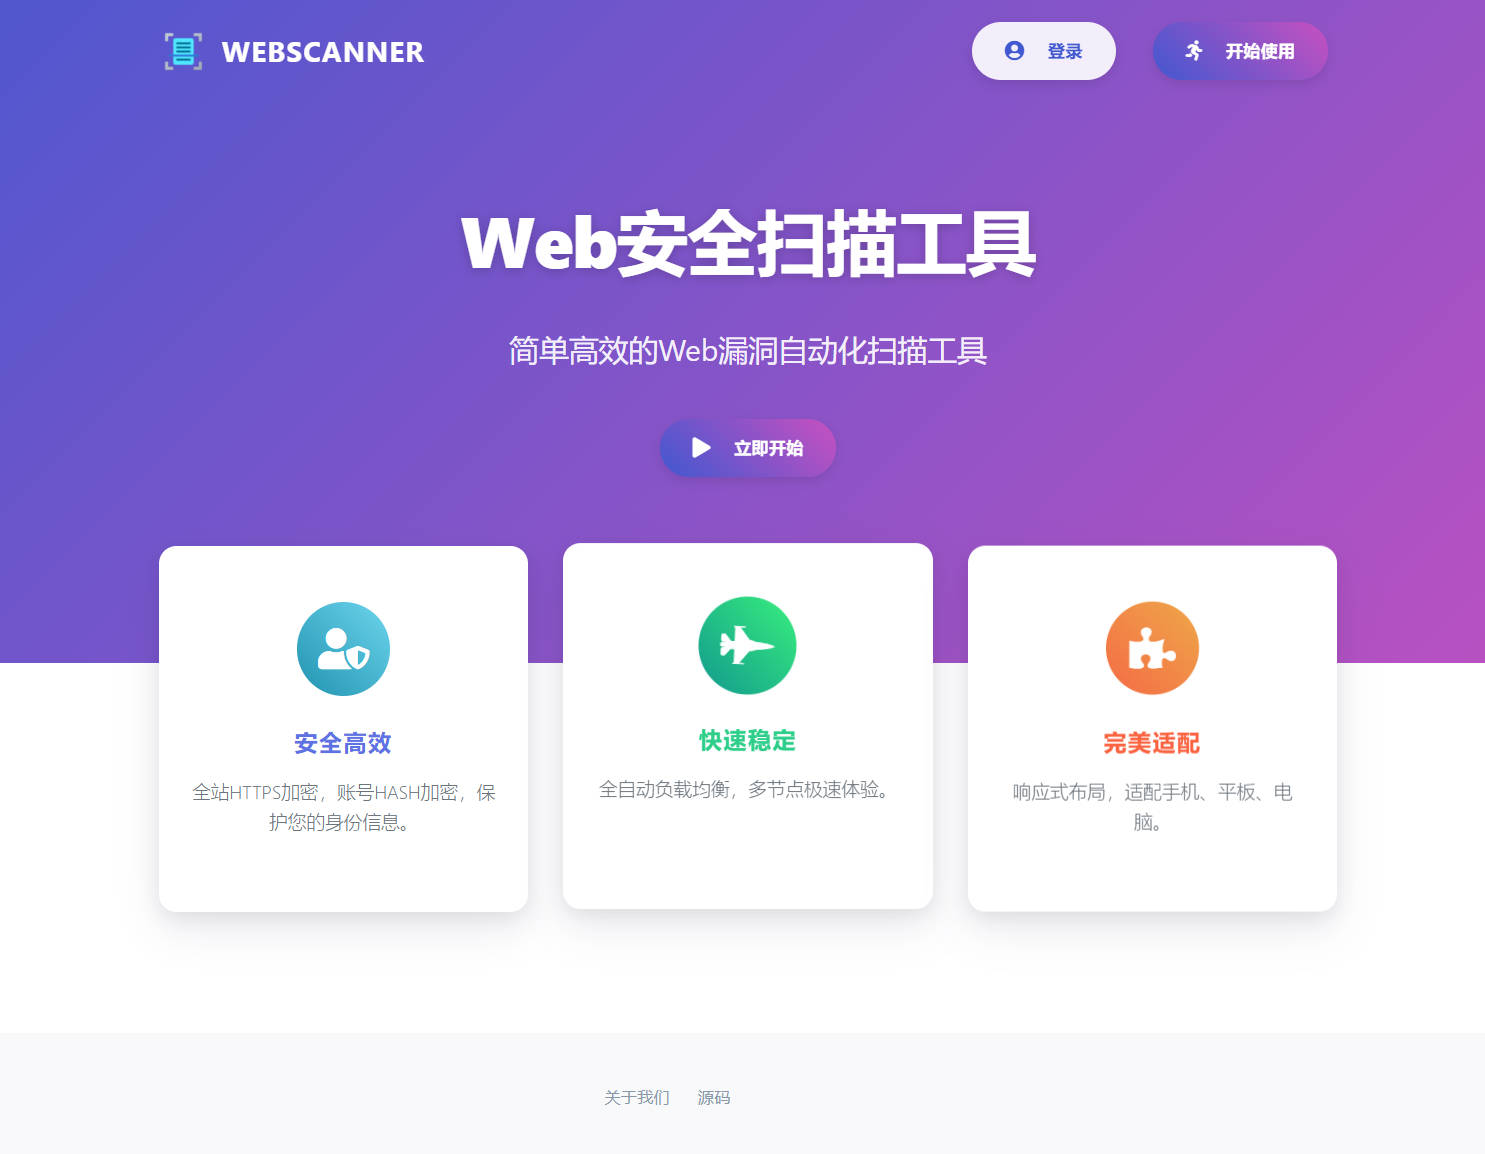 WEBSCANNER
登录
开始使用
Web安全扫描工具
简单高效的Web漏洞自动化扫描工具
立即开始
安全高效
全站HTTPS加密，账号HASH加密，保
护您的身份信息。
快速稳定
全自动负载均衡，多节点极速体验。
完美适配
响应式布局，适配手机、平板、电
脑。
关于我们
源码